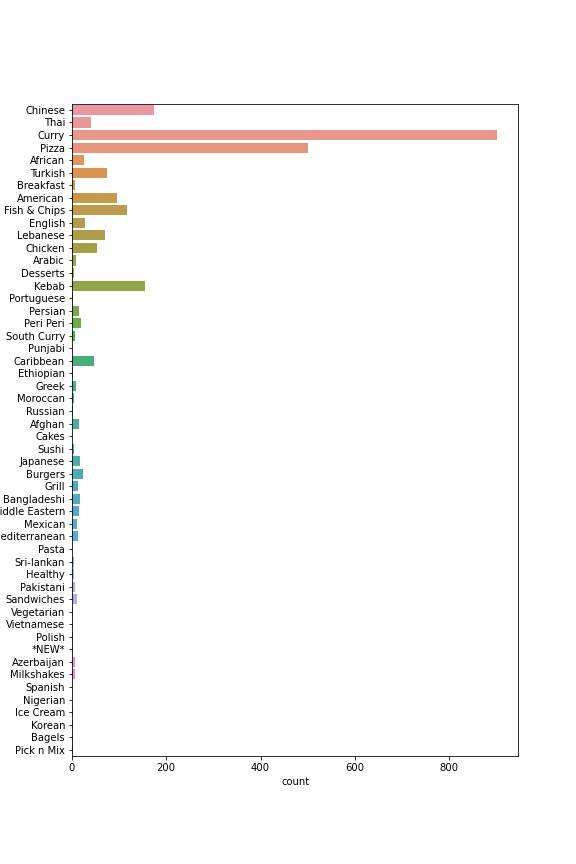 Chinese
Thai
Curry
Pizza
African
Turkish
Breakfast
American
Fish & Chips
English
Lebanese
Chicken
Arabic
Desserts
Kebab
Portuguese
Persian
Peri Peri
South Curry
Punjabi
Caribbean
Ethiopian
Greek
Moroccan
Russian
Afghan
Cakes
Sushi
Japanese
Burgers
Grill
Bangladeshi
iddle Eastern
Mexican
editerranean
Pasta
Sri-lankan
Healthy
Pakistani
Sandwiches
Vegetarian
Vietnamese
Polish
*NEW*
Azerbaijan
Milkshakes
Spanish
Nigerian
Ice Cream
Korean
Bagels
Pick n Mix
0 200 400 600 800
count